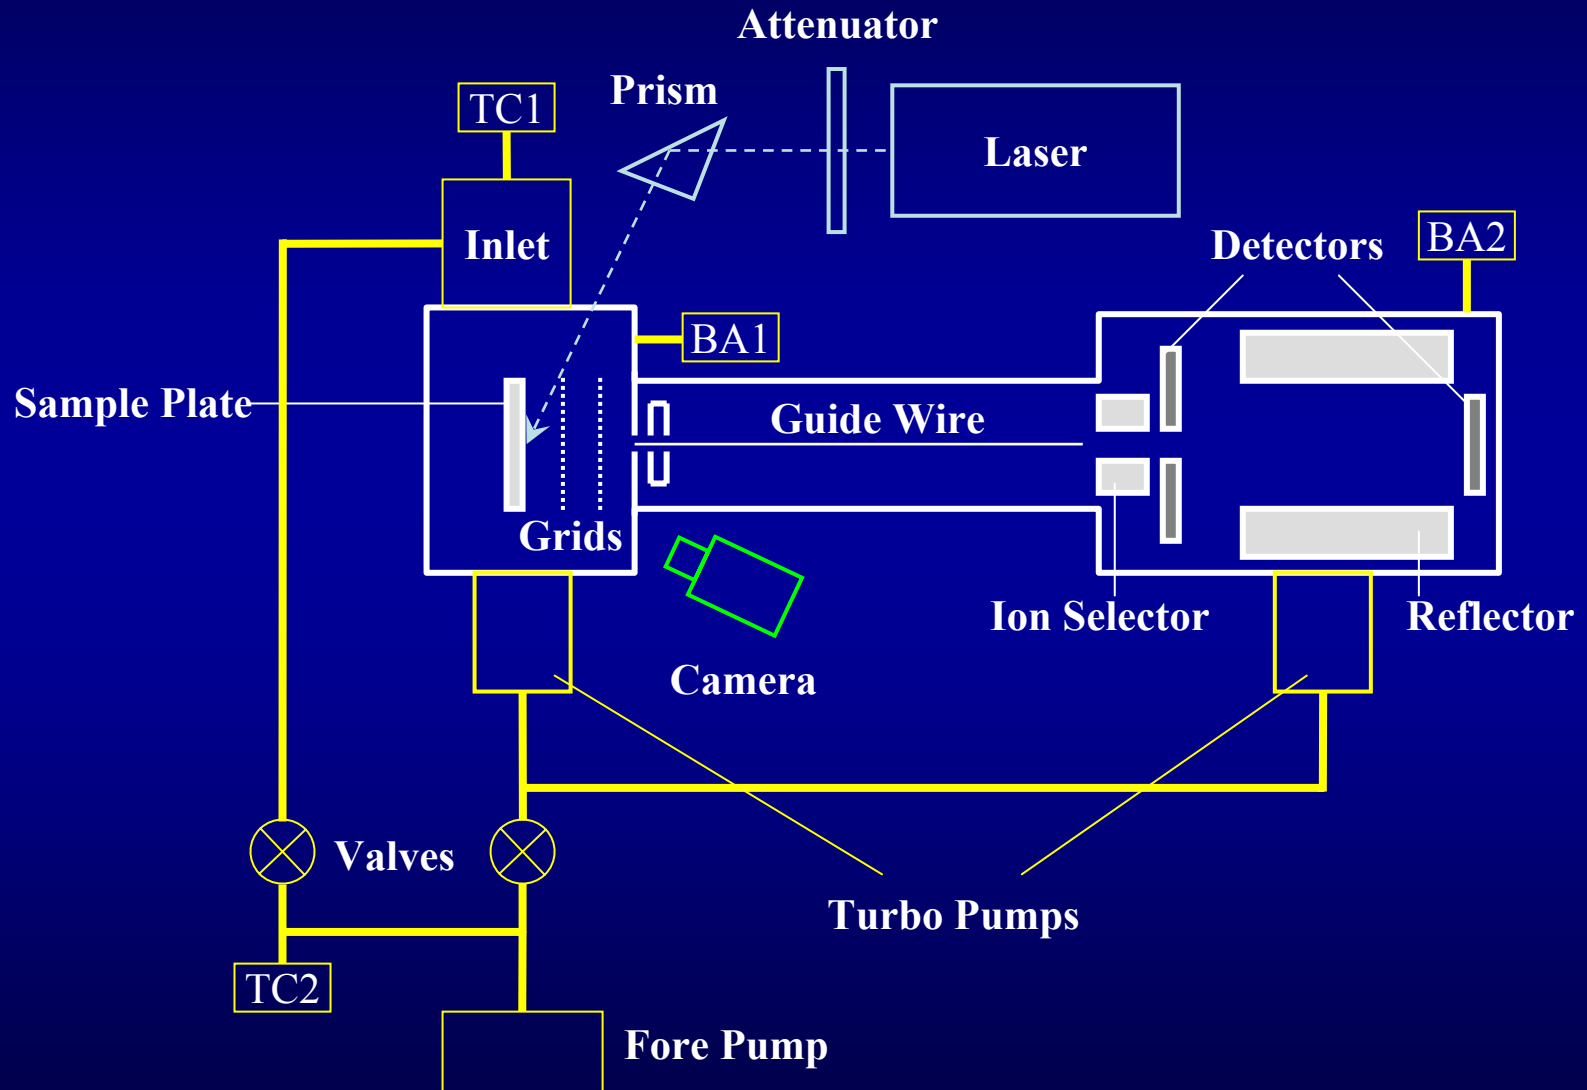 Attenuator
Prism
TC1
Laser
Inlet
Detectors
BA2
BA1
Sample Plate
Guide Wire
Grids
Ion Selector
Reflector
Camera
Valves
Turbo Pumps
TC2
Fore Pump